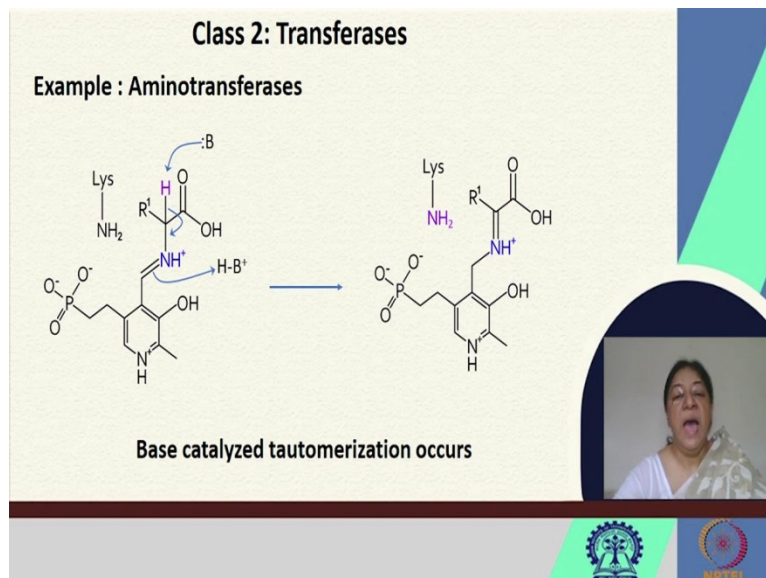 Class 2: Transferases
Example : Aminotransferases
:B
Lys
H
O
R¹
NH₂
OH
NH⁺
H-B⁺
O⁻
O⁻
P
O
OH
N⁺
H
Lys
O
R¹
NH₂
OH
NH⁺
O⁻
O⁻
P
O
OH
N⁺
H
Base catalyzed tautomerization occurs
NPTEL